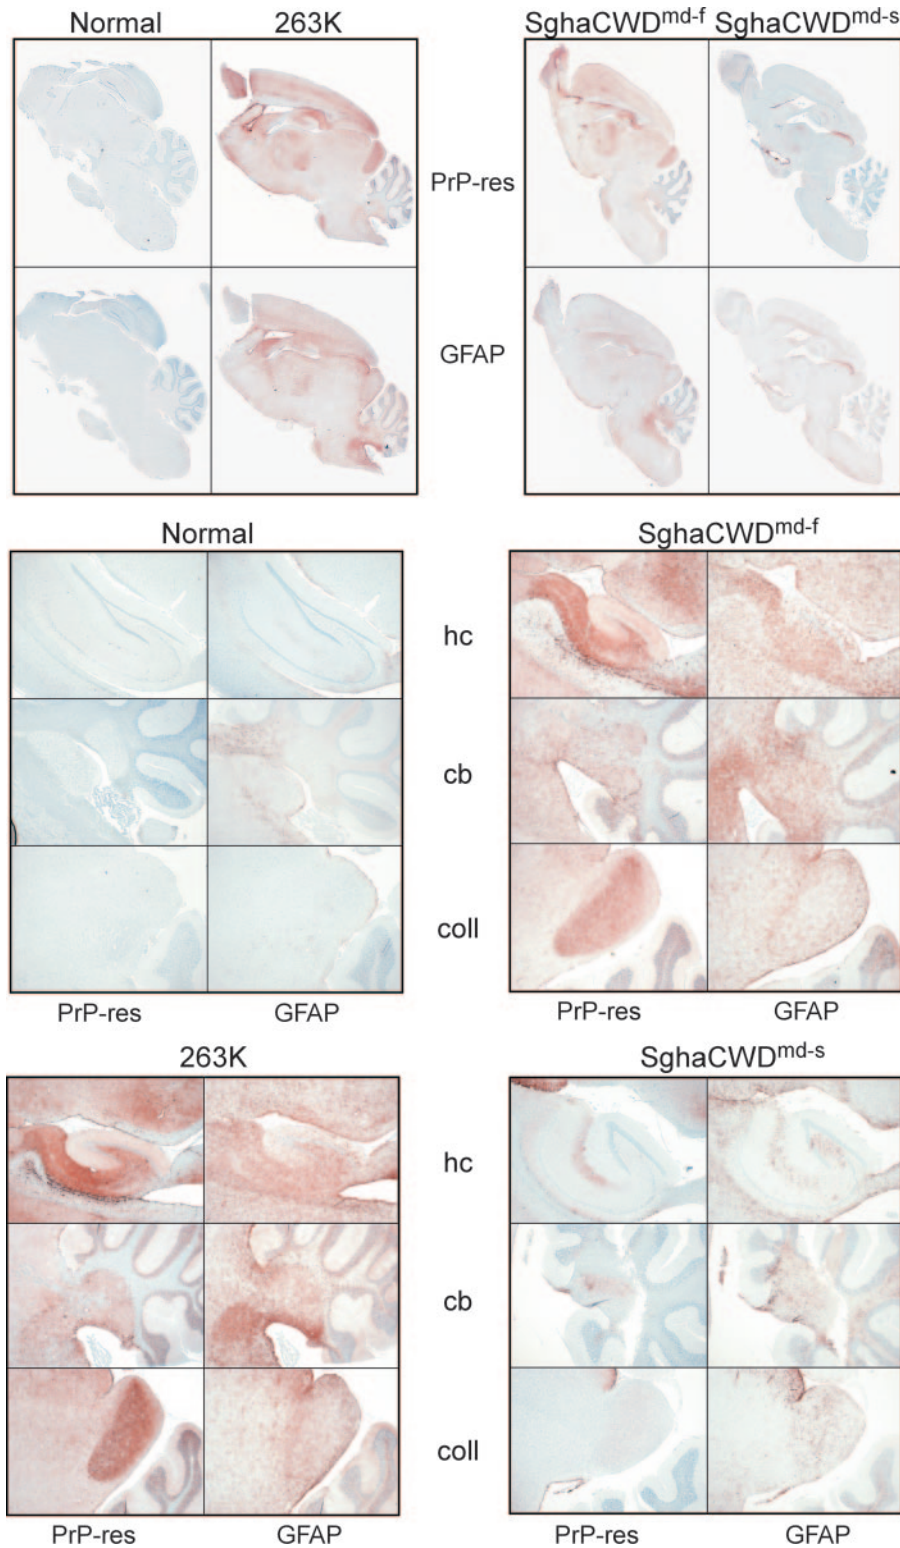 Normal 263K SghaCWDmd-f SghaCWDmd-s
PrP-res
GFAP
Normal SghaCWDmd-f
hc
cb
coll
PrP-res GFAP PrP-res GFAP
263K SghaCWDmd-s
hc
cb
coll
PrP-res GFAP PrP-res GFAP